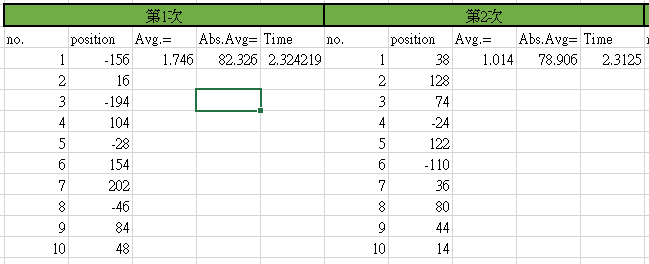 第1次 第2次
no. position Avg.= Abs.Avg= Time no. position Avg.= Abs.Avg= Time
1 -156 1.746 82.326 2.324219 1 38 1.014 78.906 2.3125
2 16 2 128
3 -194 3 74
4 104 4 -24
5 -28 5 122
6 154 6 -110
7 202 7 36
8 -46 8 80
9 84 9 44
10 48 10 14